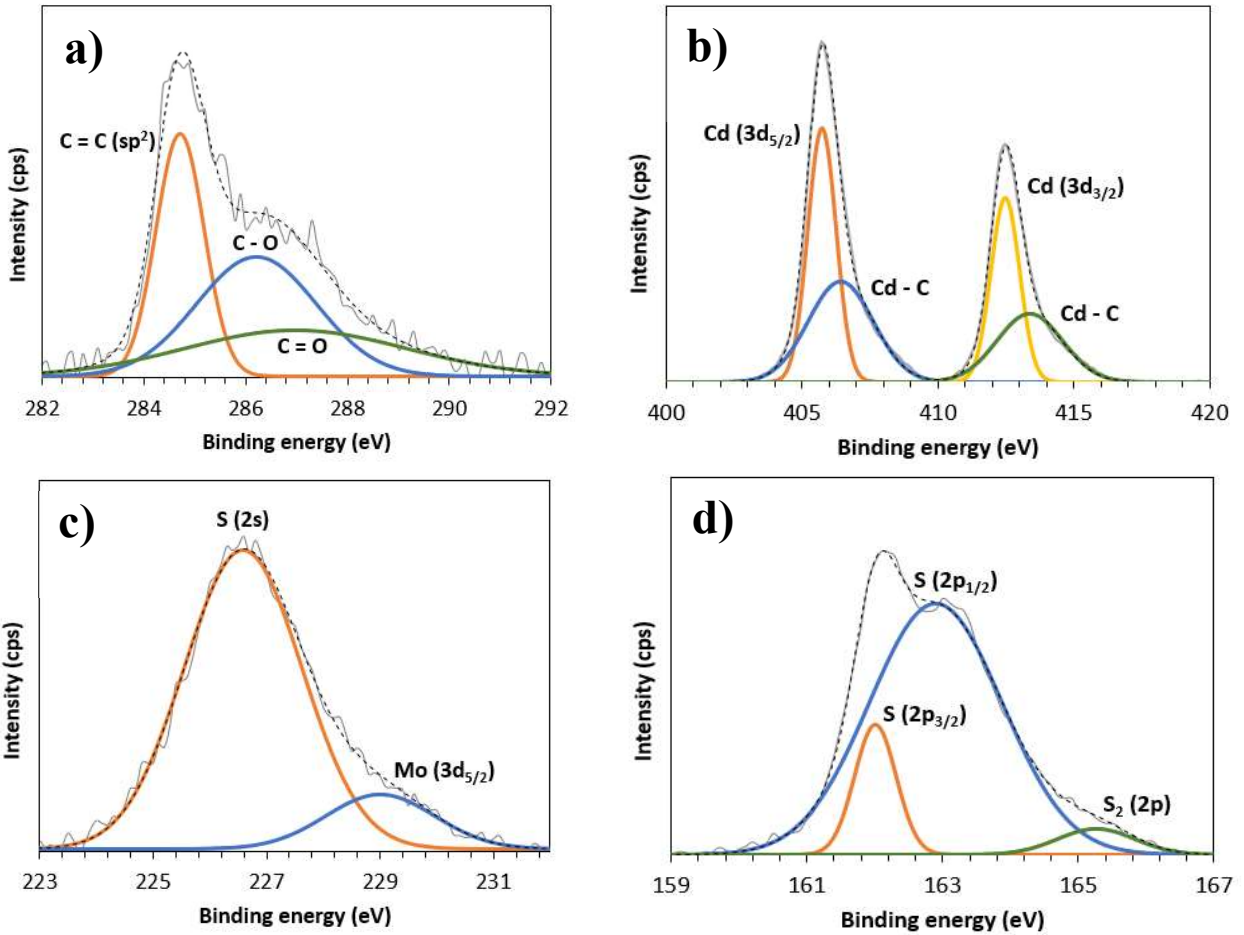 a)
C = C (sp²)
C - O
C = O
Intensity (cps)
282 284 286 288 290 292
Binding energy (eV)
b)
Cd (3d₅/₂)
Cd (3d₃/₂)
Cd - C
Cd - C
Intensity (cps)
400 405 410 415 420
Binding energy (eV)
c)
S (2s)
Mo (3d₅/₂)
Intensity (cps)
223 225 227 229 231
Binding energy (eV)
d)
S (2p₁/₂)
S (2p₃/₂)
S₂ (2p)
Intensity (cps)
159 161 163 165 167
Binding energy (eV)